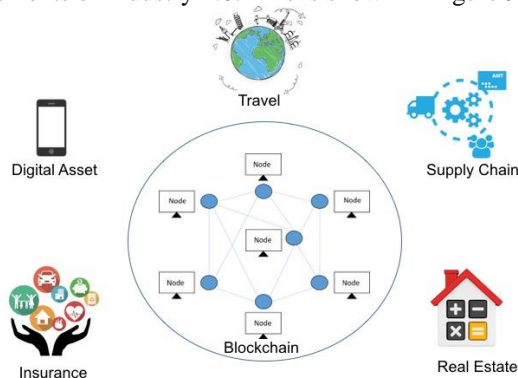 Travel
Digital Asset
Supply Chain
Node
Node
Node
Node
Node
Node
Node
Blockchain
Insurance
Real Estate